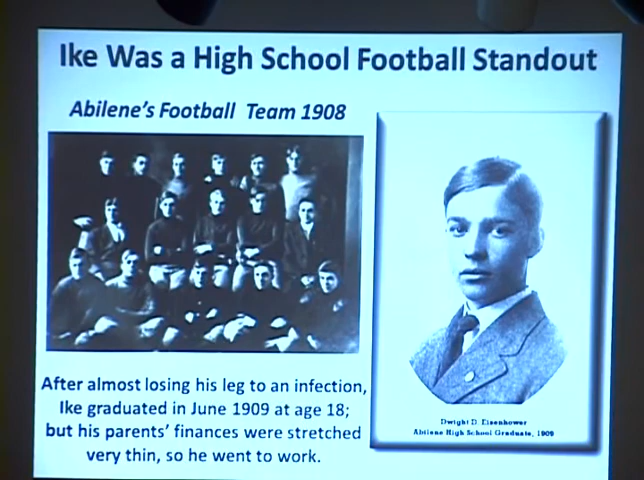 Ike Was a High School Football Standout
Abilene's Football Team 1908
After almost losing his leg to an infection,
Ike graduated in June 1909 at age 18;
but his parents' finances were stretched
very thin, so he went to work.
Dwight D. Eisenhower
Abilene High School Graduate, 1909